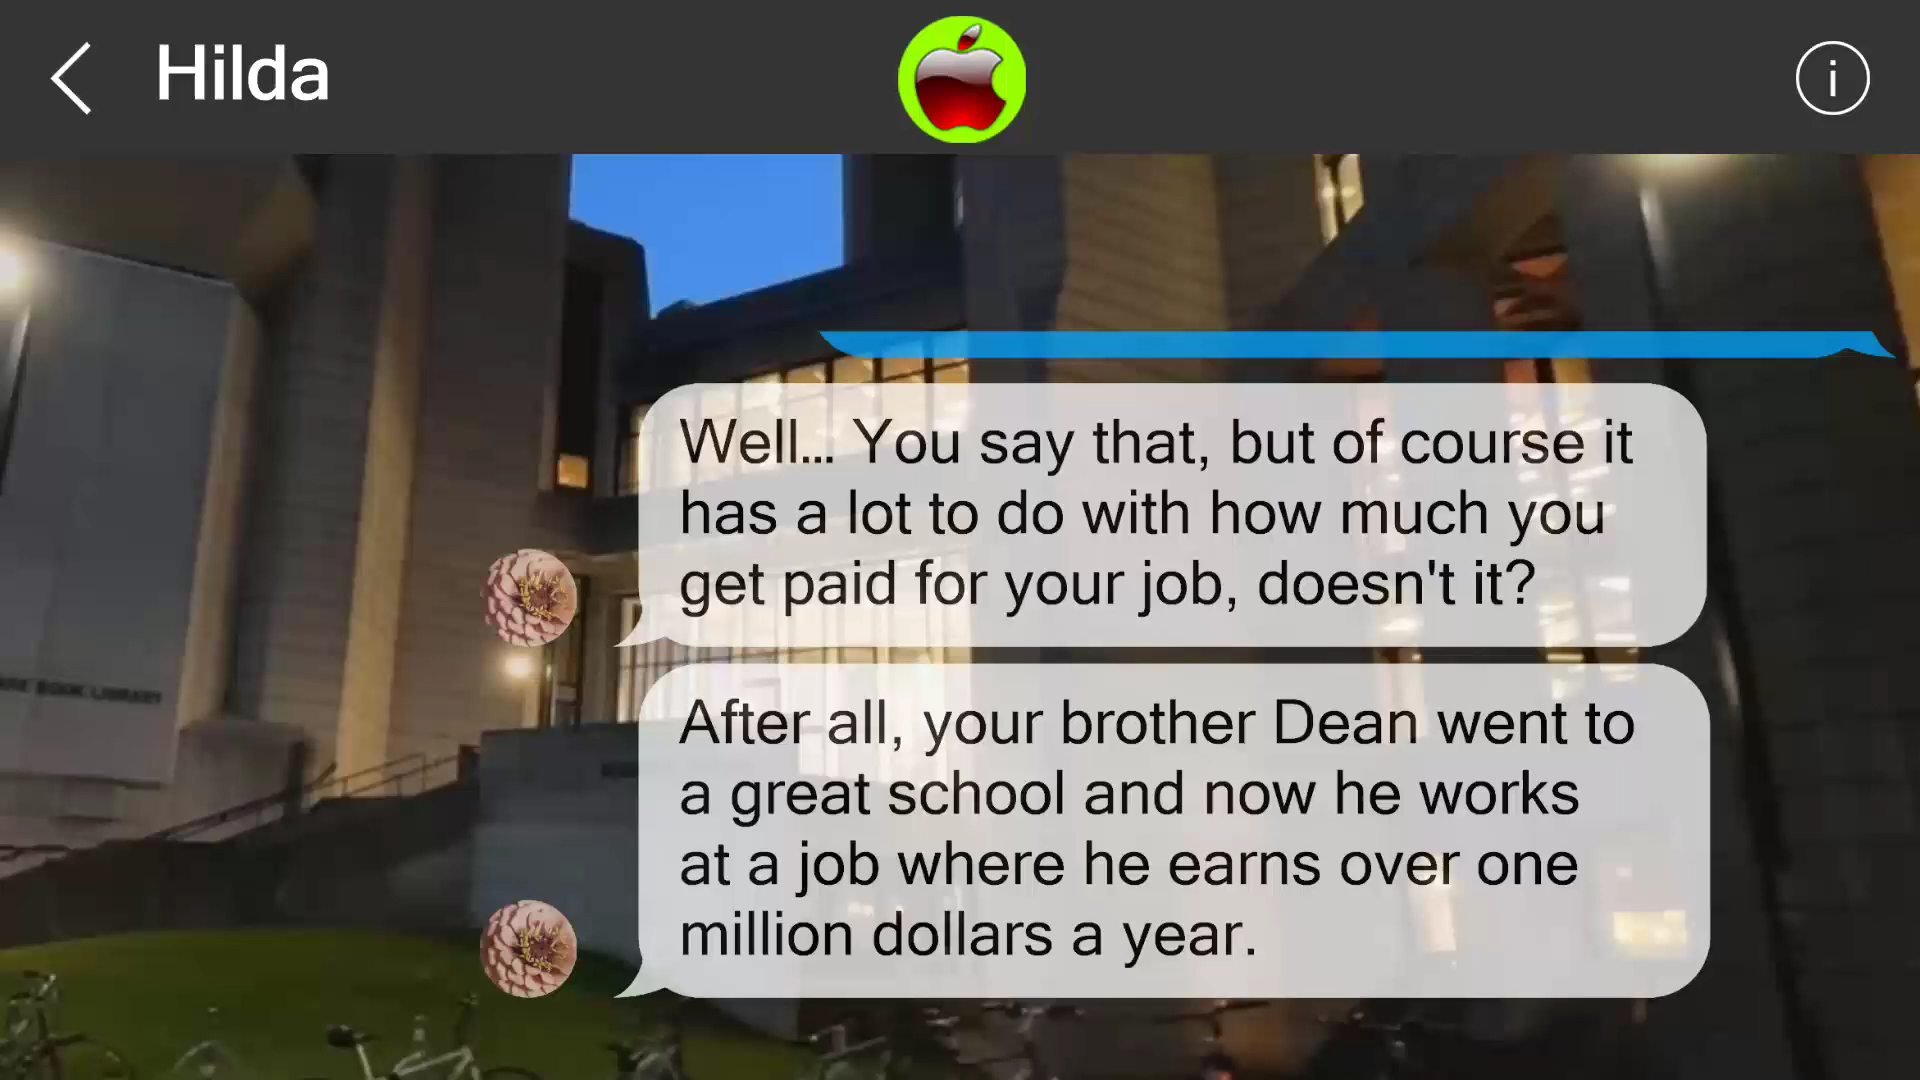 Hilda
Well... You say that, but of course it
has a lot to do with how much you
get paid for your job, doesn't it?
After all, your brother Dean went to
a great school and now he works
at a job where he earns over one
million dollars a year.
BOOK LIBRARY